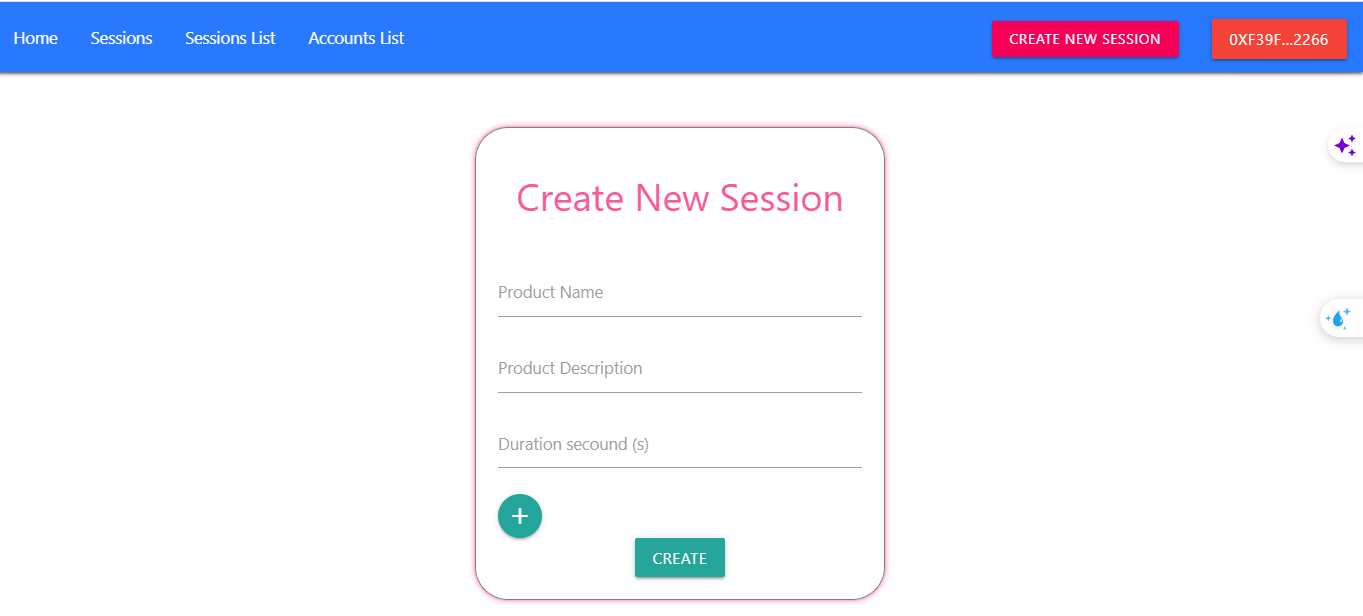 Home Sessions Sessions List Accounts List CREATE NEW SESSION 0XF39F...2266
Create New Session
Product Name
Product Description
Duration secound (s)
+
CREATE